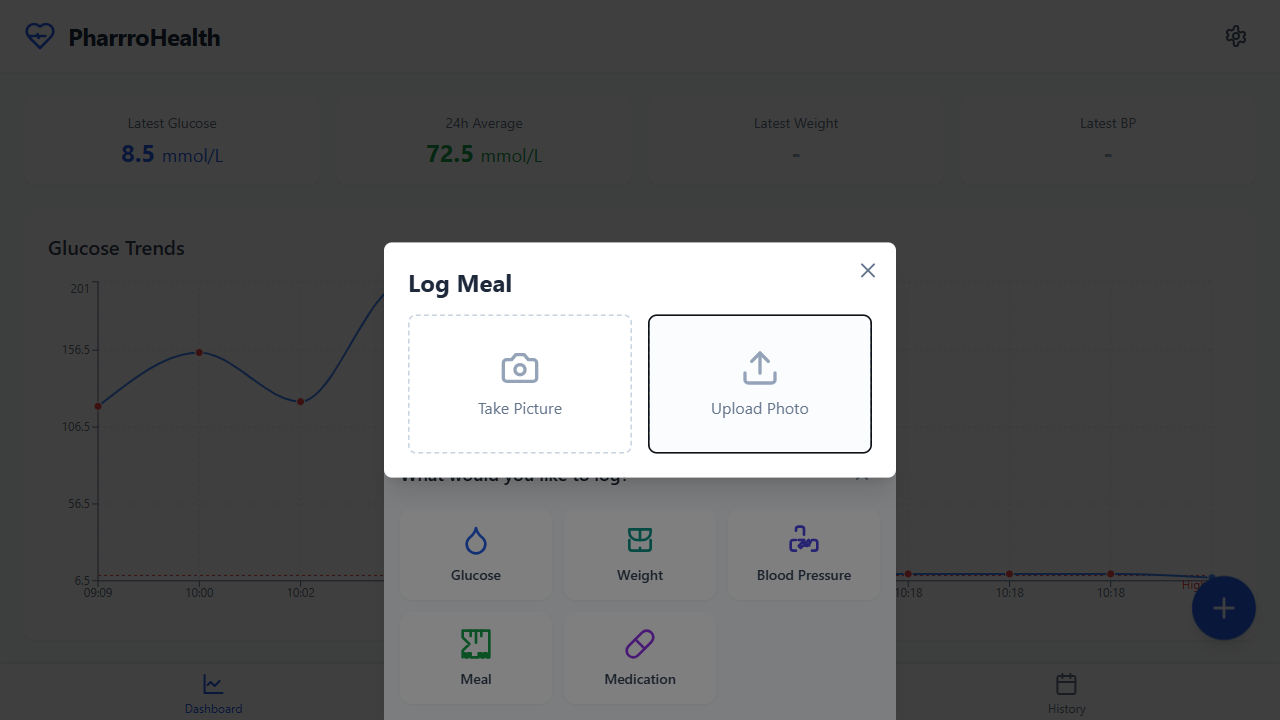 PharrroHealth
Latest Glucose
8.5 mmol/L
24h Average
72.5 mmol/L
Latest Weight
-
Latest BP
-
Glucose Trends
201
156.5
106.5
56.5
6.5
09:09
10:00
10:02
10:18
10:18
10:18
Log Meal
Take Picture
Upload Photo
What would you like to log?
Glucose
Weight
Blood Pressure
Meal
Medication
Dashboard
History